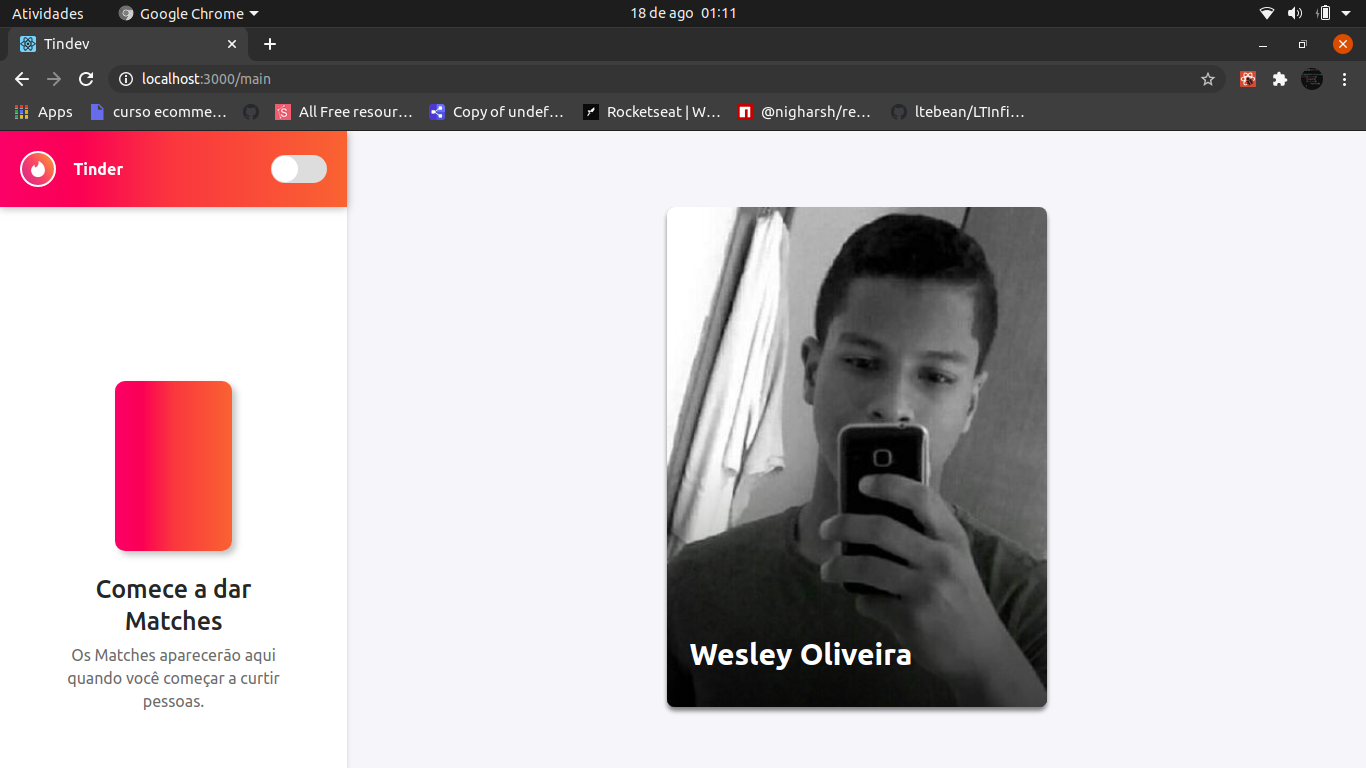 Atividades
Google Chrome
18 de ago 01:11
Tindev
localhost:3000/main
Apps
curso ecomme...
All Free resour...
Copy of undef...
Rocketseat | W...
@nigharsh/re...
ltebean/LTInfi...
Tinder
Comece a dar
Matches
Os Matches aparecerão aqui
quando você começar a curtir
pessoas.
Wesley Oliveira